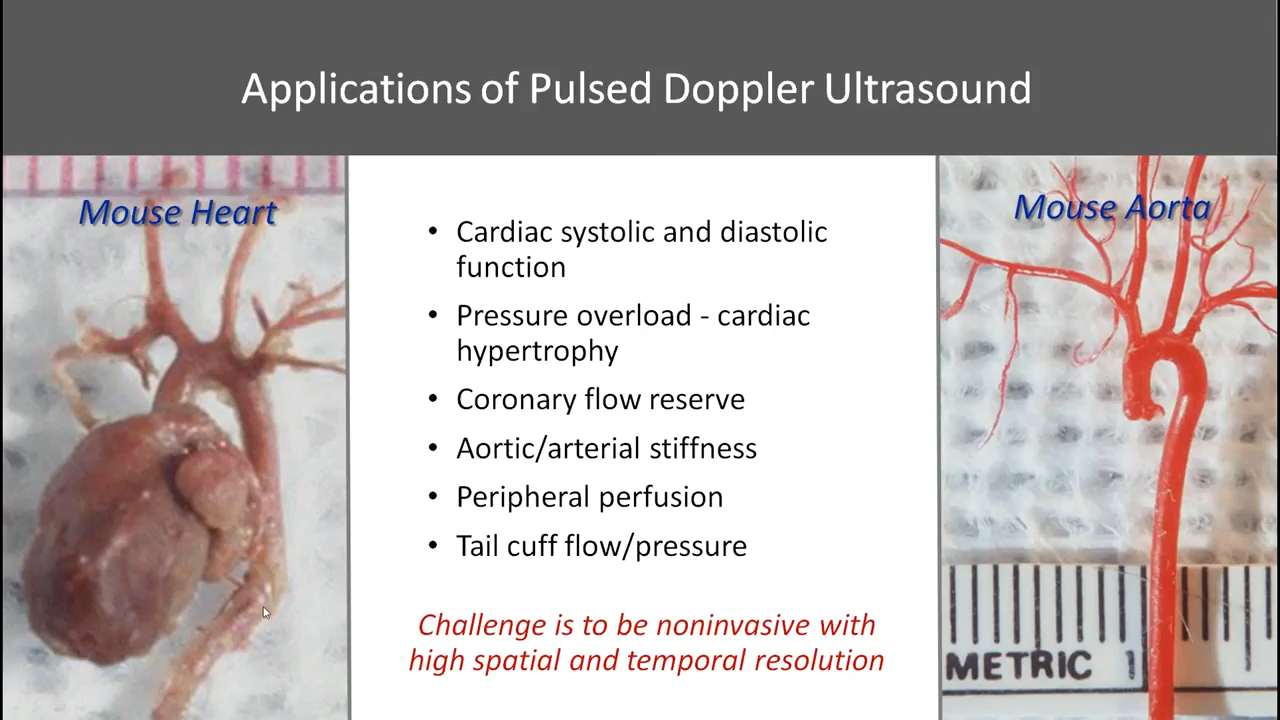 Applications of Pulsed Doppler Ultrasound
Mouse Heart
• Cardiac systolic and diastolic
function
• Pressure overload - cardiac
hypertrophy
• Coronary flow reserve
• Aortic/arterial stiffness
• Peripheral perfusion
• Tail cuff flow/pressure
Challenge is to be noninvasive with
high spatial and temporal resolution
Mouse Aorta
METRIC 1